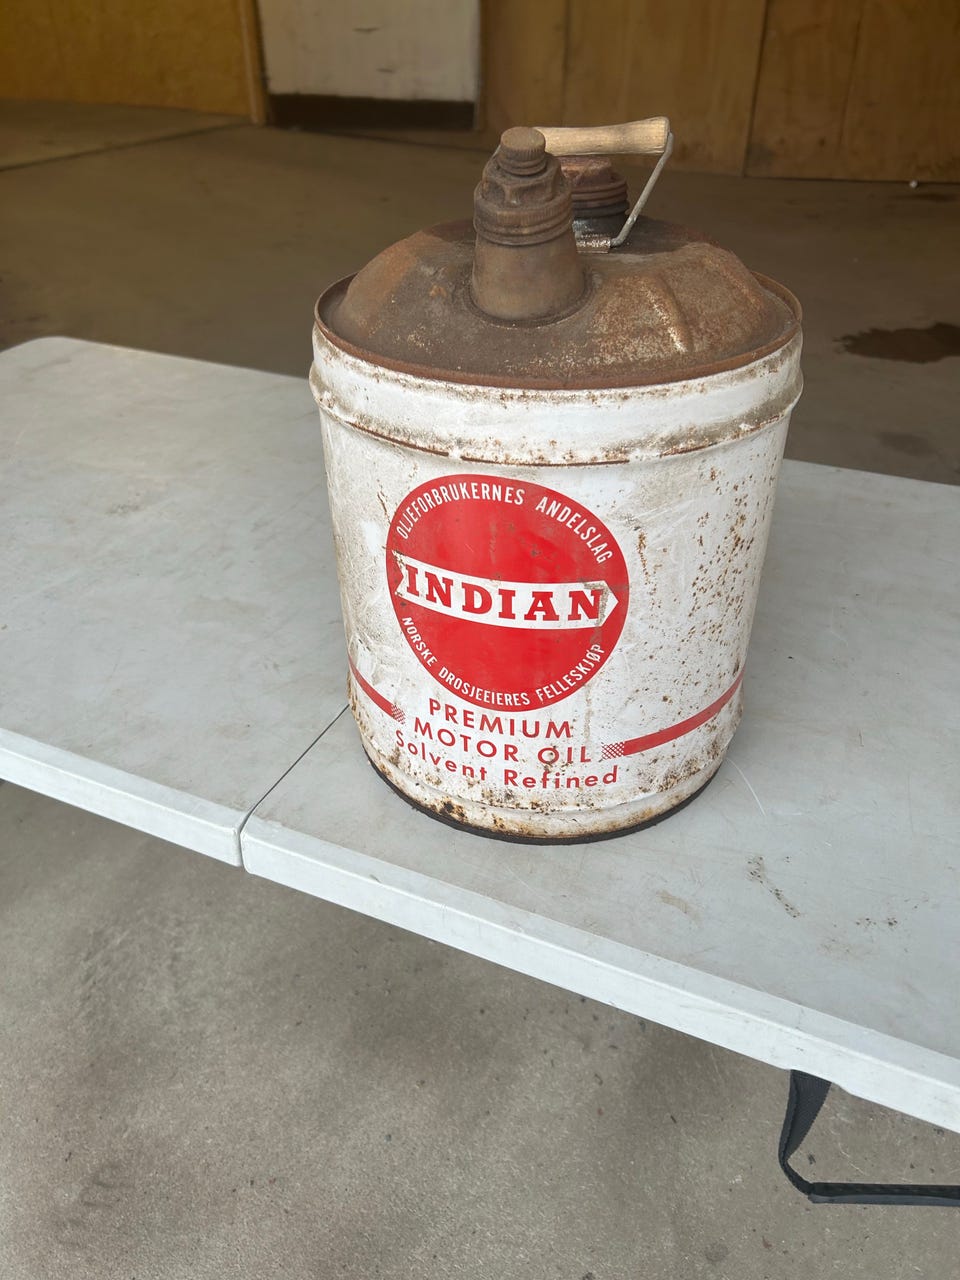 OLJEFORBRUKERNES ANDELSLAG
INDIAN
NORSKE DROSJEEIERES FELLESKJØP
PREMIUM
MOTOR OIL
Solvent Refined